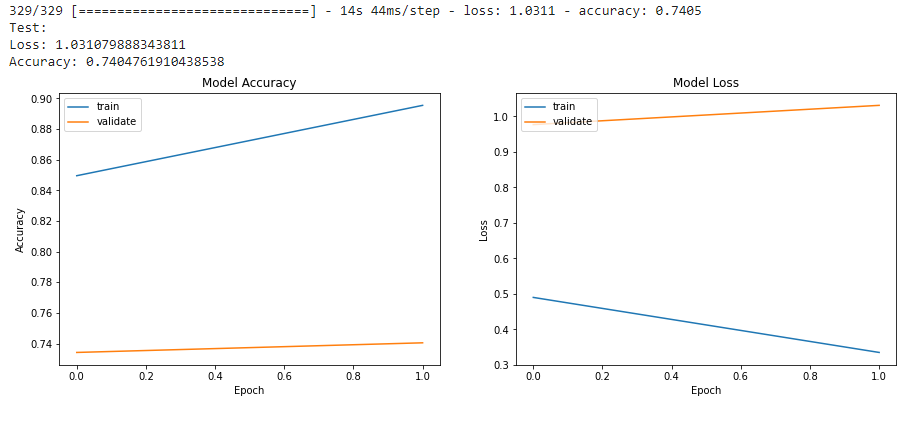 329/329 [==============================] - 14s 44ms/step - loss: 1.0311 - accuracy: 0.7405
Test:
Loss: 1.031079888343811
Accuracy: 0.7404761910438538
Model Accuracy
train
validate
0.90
0.88
0.86
0.84
0.82
0.80
0.78
0.76
0.74
Accuracy
0.0 0.2 0.4 0.6 0.8 1.0
Epoch
Model Loss
train
validate
1.0
0.9
0.8
0.7
0.6
0.5
0.4
0.3
Loss
0.0 0.2 0.4 0.6 0.8 1.0
Epoch